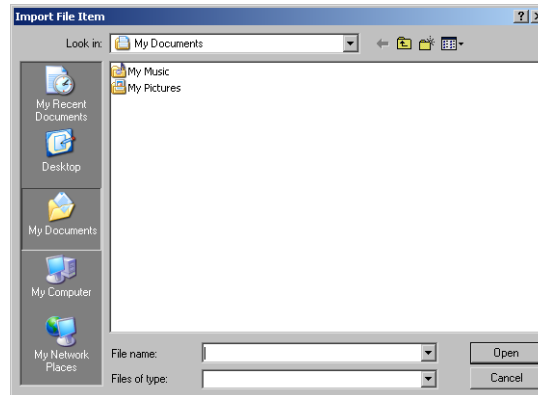 Import File Item
Look in:
My Documents
My Recent
Documents
Desktop
My Documents
My Computer
My Network
Places
My Music
My Pictures
File name:
Open
Files of type:
Cancel